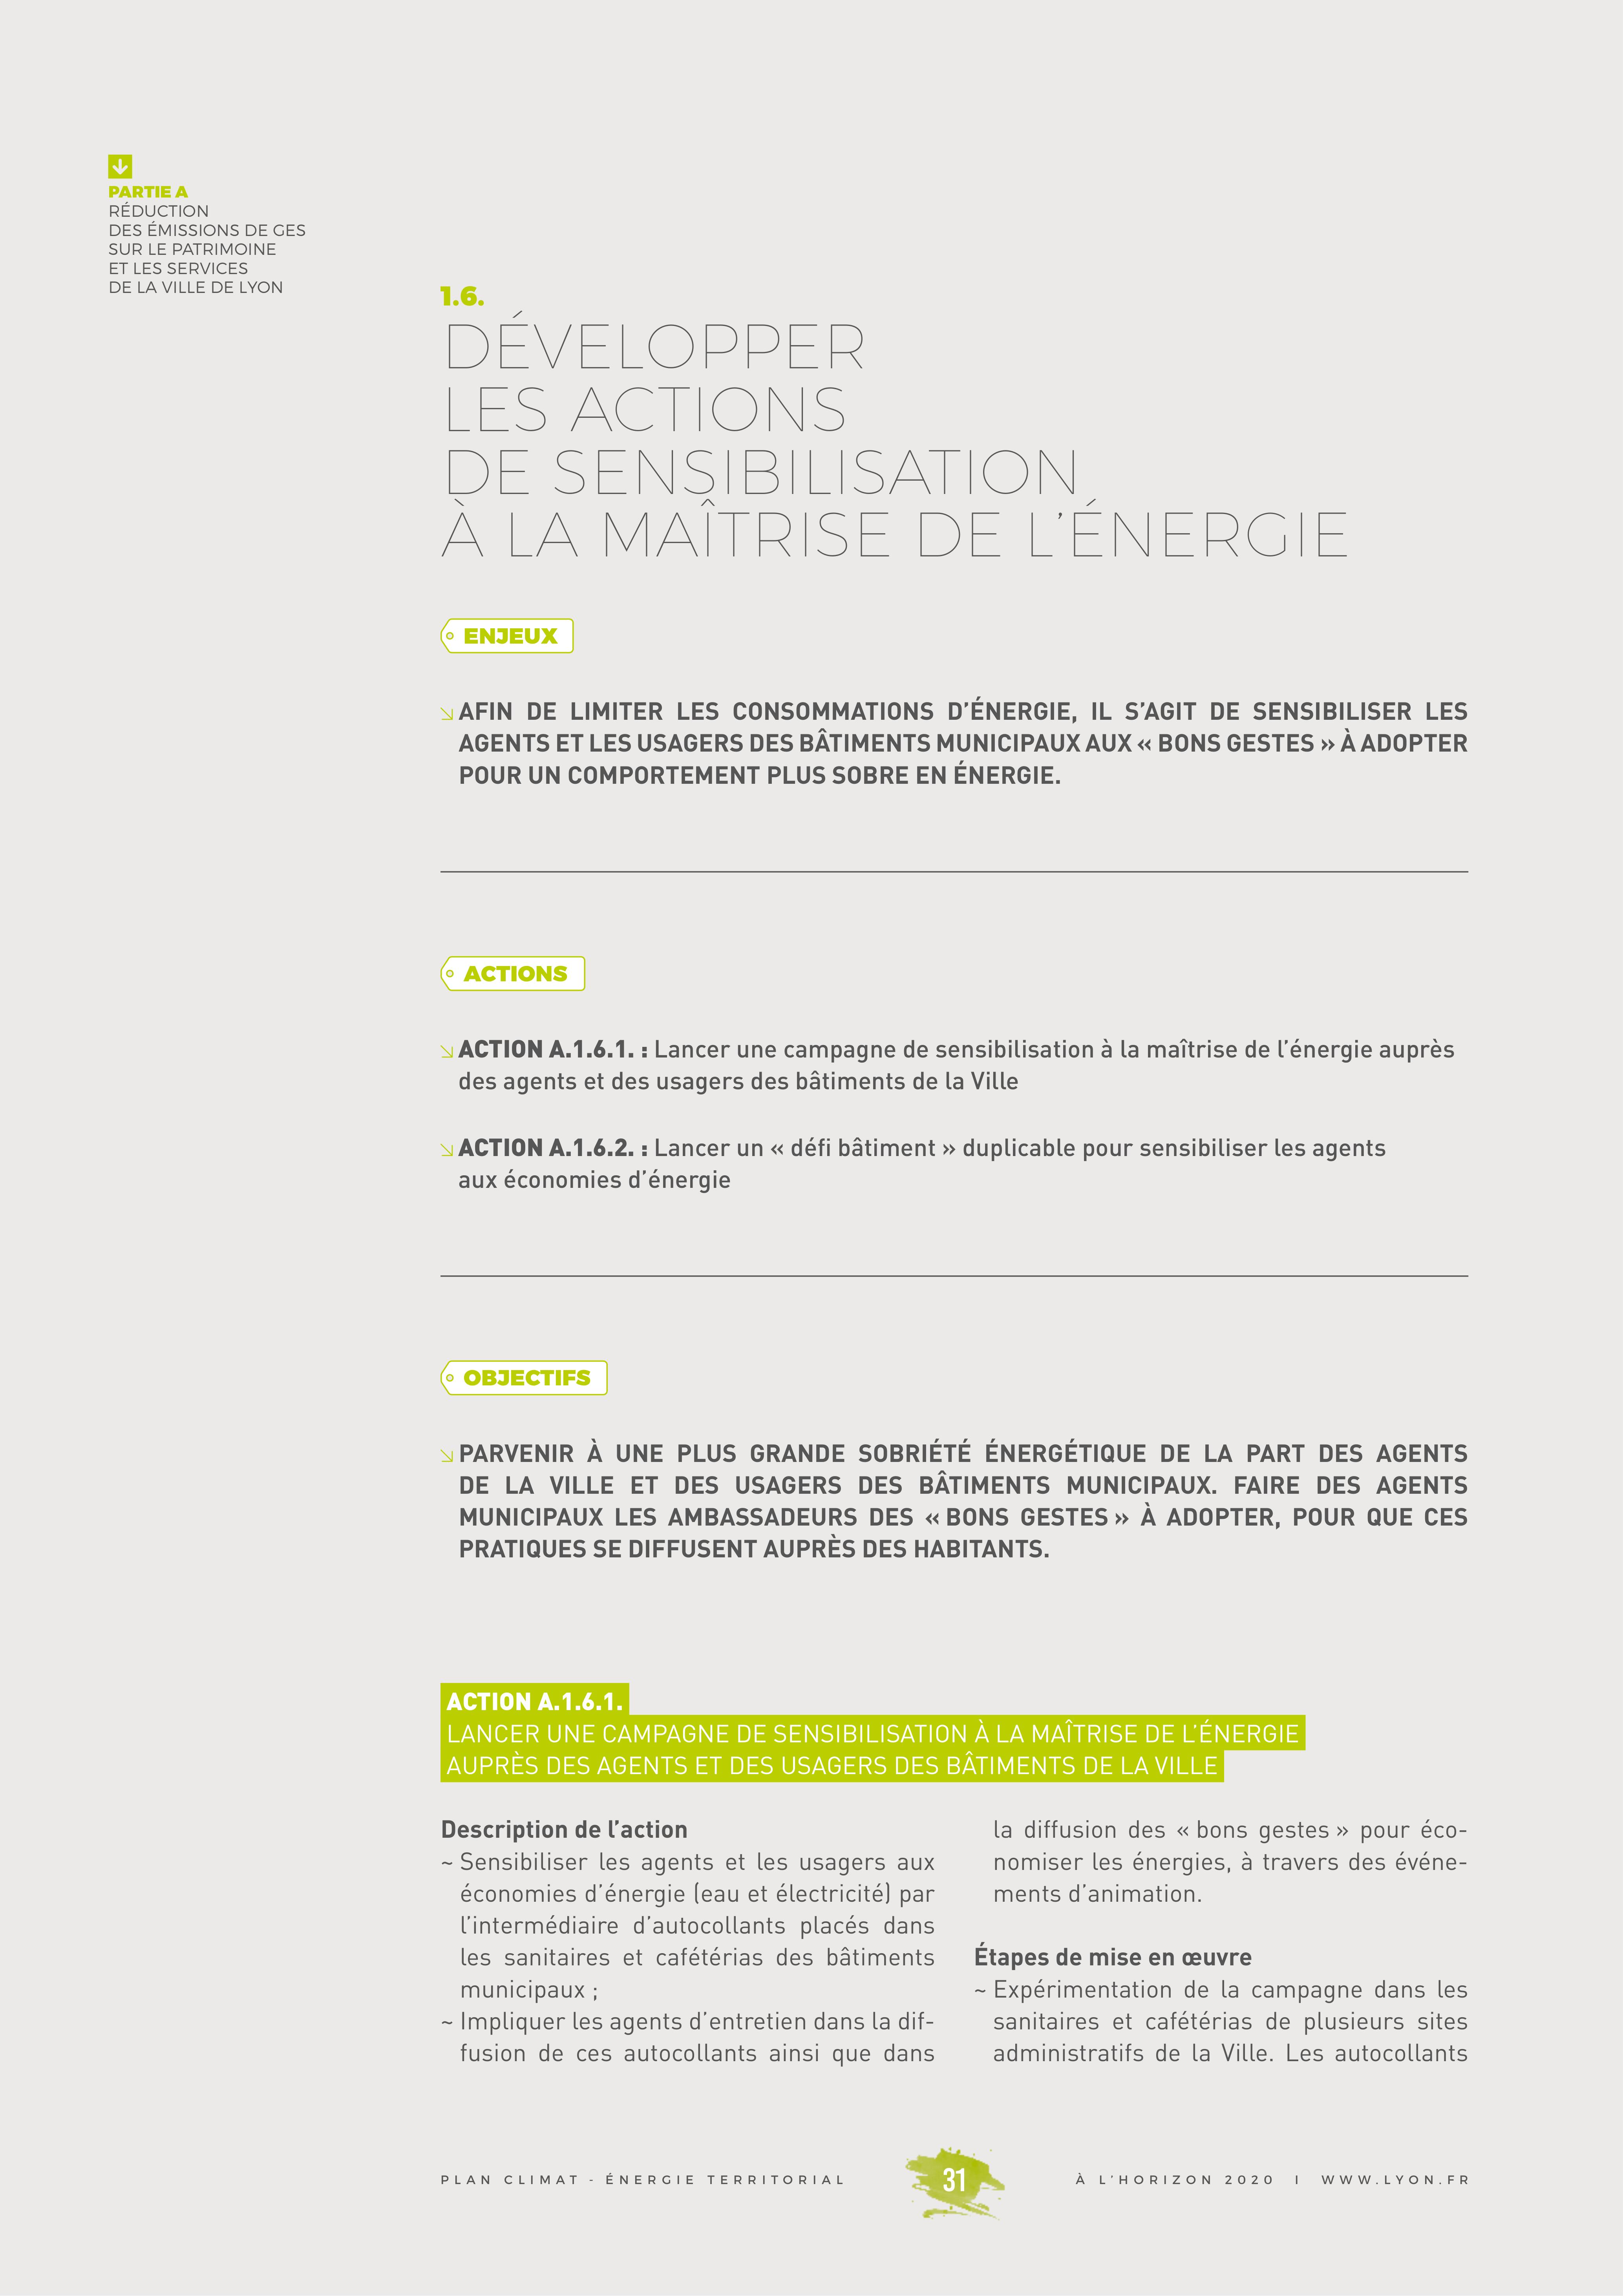 PARTIE A
RÉDUCTION
DES ÉMISSIONS DE GES
SUR LE PATRIMOINE
ET LES SERVICES
DE LA VILLE DE LYON
1.6.
DÉVELOPPER
LES ACTIONS
DE SENSIBILISATION
À LA MAÎTRISE DE L’ÉNERGIE
ENJEUX
AFIN DE LIMITER LES CONSOMMATIONS D’ÉNERGIE, IL S’AGIT DE SENSIBILISER LES
AGENTS ET LES USAGERS DES BÂTIMENTS MUNICIPAUX AUX « BONS GESTES » À ADOPTER
POUR UN COMPORTEMENT PLUS SOBRE EN ÉNERGIE.
ACTIONS
ACTION A.1.6.1. : Lancer une campagne de sensibilisation à la maîtrise de l’énergie auprès
des agents et des usagers des bâtiments de la Ville
ACTION A.1.6.2. : Lancer un « défi bâtiment » duplicable pour sensibiliser les agents
aux économies d’énergie
OBJECTIFS
PARVENIR À UNE PLUS GRANDE SOBRIÉTÉ ÉNERGÉTIQUE DE LA PART DES AGENTS
DE LA VILLE ET DES USAGERS DES BÂTIMENTS MUNICIPAUX. FAIRE DES AGENTS
MUNICIPAUX LES AMBASSADEURS DES « BONS GESTES » À ADOPTER, POUR QUE CES
PRATIQUES SE DIFFUSENT AUPRÈS DES HABITANTS.
ACTION A.1.6.1.
LANCER UNE CAMPAGNE DE SENSIBILISATION À LA MAÎTRISE DE L’ÉNERGIE
AUPRÈS DES AGENTS ET DES USAGERS DES BÂTIMENTS DE LA VILLE
Description de l’action
~ Sensibiliser les agents et les usagers aux
économies d’énergie (eau et électricité) par
l’intermédiaire d’autocollants placés dans
les sanitaires et cafétérias des bâtiments
municipaux ;
~ Impliquer les agents d’entretien dans la dif-
fusion de ces autocollants ainsi que dans
la diffusion des « bons gestes » pour éco-
nomiser les énergies, à travers des événe-
ments d’animation.
Étapes de mise en œuvre
~ Expérimentation de la campagne dans les
sanitaires et cafétérias de plusieurs sites
administratifs de la Ville. Les autocollants
PLAN CLIMAT - ÉNERGIE TERRITORIAL
31
À L’HORIZON 2020 I WWW.LYON.FR